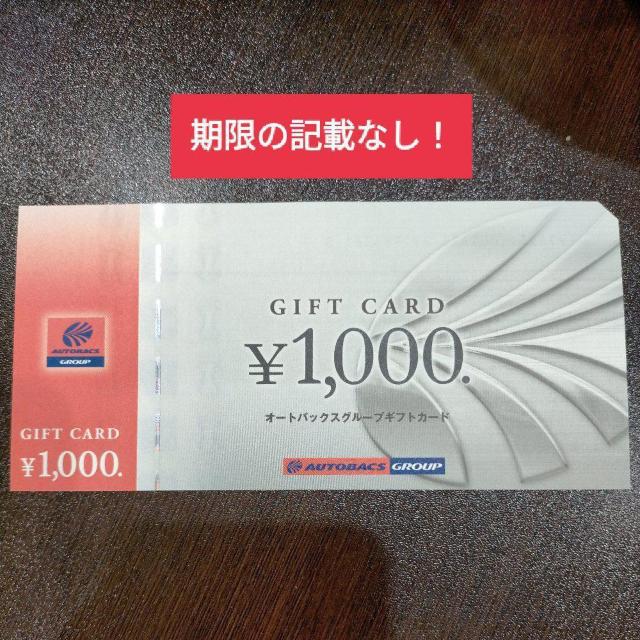 期限の記載なし！
GIFT CARD
¥1,000.
オートバックスグループギフトカード
AUTOBACS GROUP
AUTOBACS
GROUP
GIFT CARD
¥1,000.